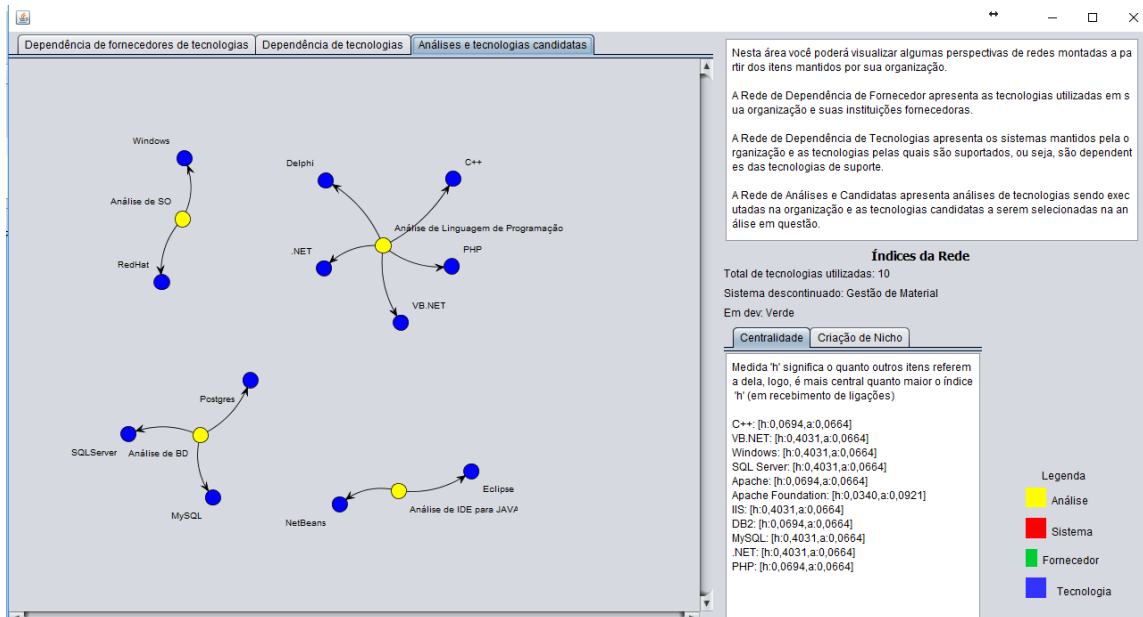 Dependência de fornecedores de tecnologias
Dependência de tecnologias
Análises e tecnologias candidatas
Windows
Análise de SO
RedHat
Delphi
C++
Análise de Linguagem de Programação
.NET
PHP
VB.NET
Postgres
SQLServer
Análise de BD
MySQL
Eclipse
Análise de IDE para JAVA
NetBeans
Nesta área você poderá visualizar algumas perspectivas de redes montadas a pa
rtir dos itens mantidos por sua organização.
A Rede de Dependência de Fornecedor apresenta as tecnologias utilizadas em s
ua organização e suas instituições fornecedoras.
A Rede de Dependência de Tecnologias apresenta os sistemas mantidos pela o
rganização e as tecnologias pelas quais são suportados, ou seja, são dependent
es das tecnologias de suporte.
A Rede de Análises e Candidatas apresenta análises de tecnologias sendo exec
utadas na organização e as tecnologias candidatas a serem selecionadas na an
álise em questão.
Índices da Rede
Total de tecnologias utilizadas: 10
Sistema descontinuado: Gestão de Material
Em dev: Verde
Centralidade
Criação de Nicho
Medida 'h' significa o quanto outros itens referem
a dela, logo, é mais central quanto maior o índice
'h' (em recebimento de ligações)
C++: [h:0,0694,a:0,0664]
VB.NET: [h:0,4031,a:0,0664]
Windows: [h:0,4031,a:0,0664]
SQL Server: [h:0,4031,a:0,0664]
Apache: [h:0,0694,a:0,0664]
Apache Foundation: [h:0,0340,a:0,0921]
IIS: [h:0,4031,a:0,0664]
DB2: [h:0,0694,a:0,0664]
MySQL: [h:0,4031,a:0,0664]
.NET: [h:0,4031,a:0,0664]
PHP: [h:0,0694,a:0,0664]
Legenda
Análise
Sistema
Fornecedor
Tecnologia